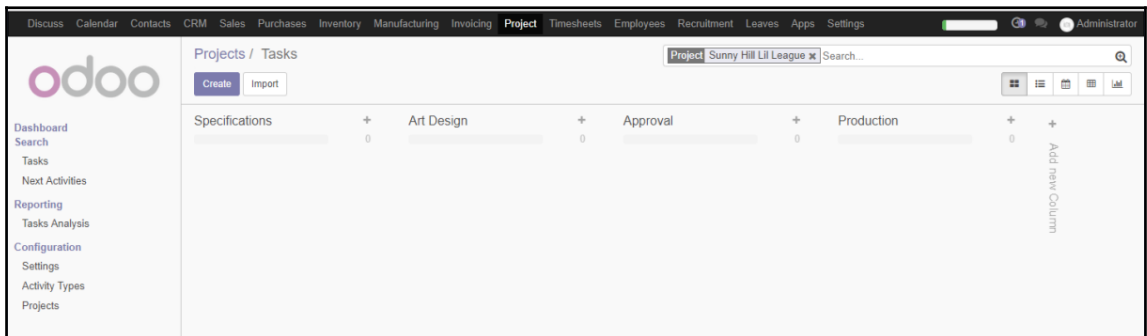 Discuss Calendar Contacts CRM Sales Purchases Inventory Manufacturing Invoicing Project Timesheets Employees Recruitment Leaves Apps Settings Administrator
odoo
Dashboard
Search
Tasks
Next Activities
Reporting
Tasks Analysis
Configuration
Settings
Activity Types
Projects
Projects / Tasks
Project Sunny Hill Lil League x Search...
Create Import
Specifications + Art Design + Approval + Production + +
0 0 0 0
Add new Column